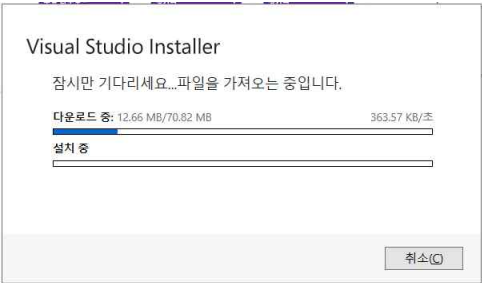 Visual Studio Installer
잠시만 기다리세요...파일을 가져오는 중입니다.
다운로드 중: 12.66 MB/70.82 MB 363.57 KB/초
설치 중
취소(C)